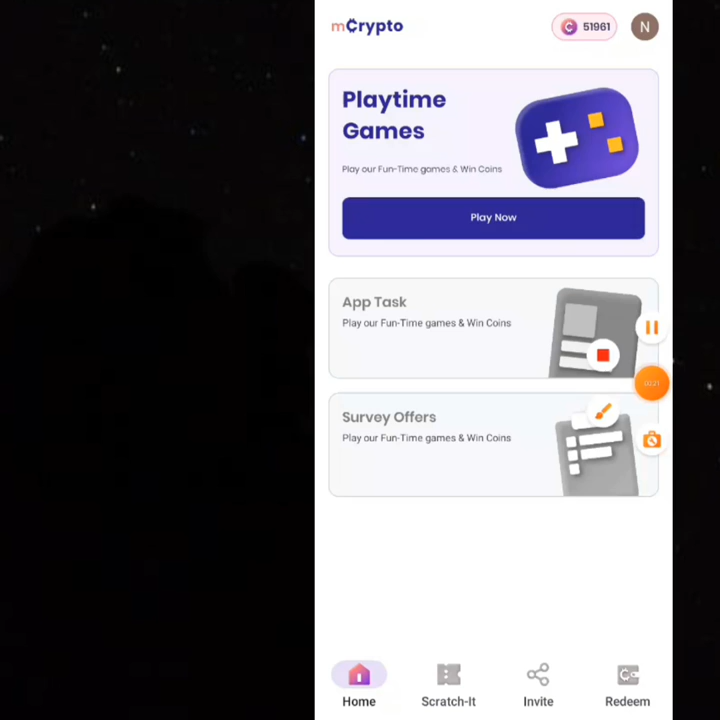 mCrypto
51961
N
Playtime
Games
Play our Fun-Time games & Win Coins
Play Now
App Task
Play our Fun-Time games & Win Coins
Survey Offers
Play our Fun-Time games & Win Coins
Home
Scratch-It
Invite
Redeem